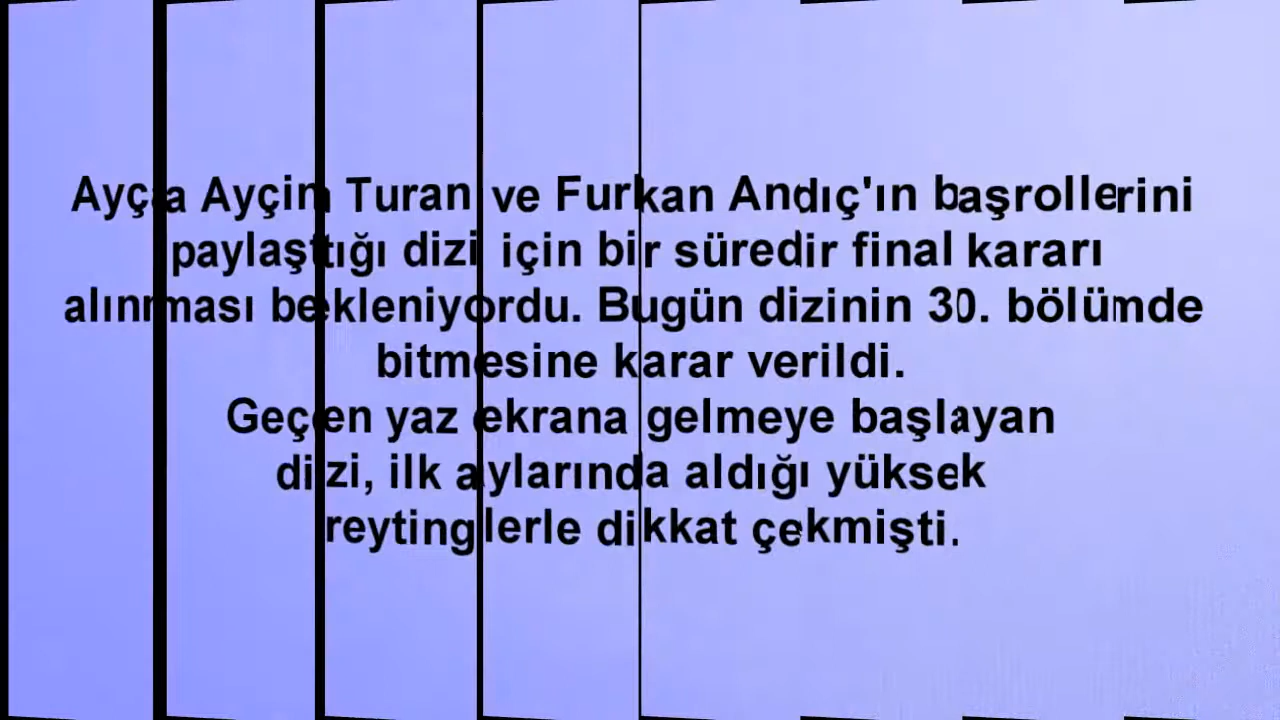 Ayça Ayçin Turan ve Furkan Andıç'ın başrollerini
paylaştığı dizi için bir süredir final kararı
alınması bekleniyordu. Bugün dizinin 30. bölümde
bitmesine karar verildi.
Geçen yaz ekrana gelmeye başlayan
dizi, ilk aylarında aldığı yüksek
reytinglerle dikkat çekmişti.